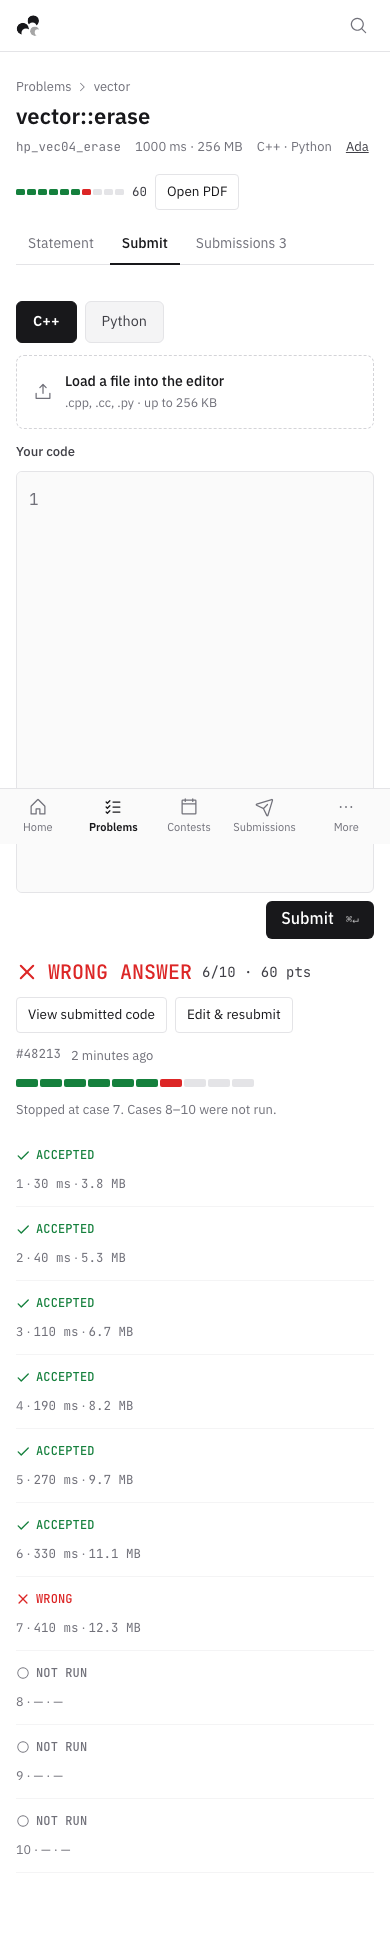 Problems > vector
vector::erase
hp_vec04_erase 1000 ms · 256 MB C++ · Python Ada
60 Open PDF
Statement Submit Submissions 3
C++ Python
Load a file into the editor
.cpp, .cc, .py · up to 256 KB
Your code
1
Home Problems Contests Submissions More
Submit ⌘↵
WRONG ANSWER 6/10 · 60 pts
View submitted code Edit & resubmit
#48213 2 minutes ago
Stopped at case 7. Cases 8–10 were not run.
ACCEPTED
1 · 30 ms · 3.8 MB
ACCEPTED
2 · 40 ms · 5.3 MB
ACCEPTED
3 · 110 ms · 6.7 MB
ACCEPTED
4 · 190 ms · 8.2 MB
ACCEPTED
5 · 270 ms · 9.7 MB
ACCEPTED
6 · 330 ms · 11.1 MB
WRONG
7 · 410 ms · 12.3 MB
NOT RUN
8 · — · —
NOT RUN
9 · — · —
NOT RUN
10 · — · —